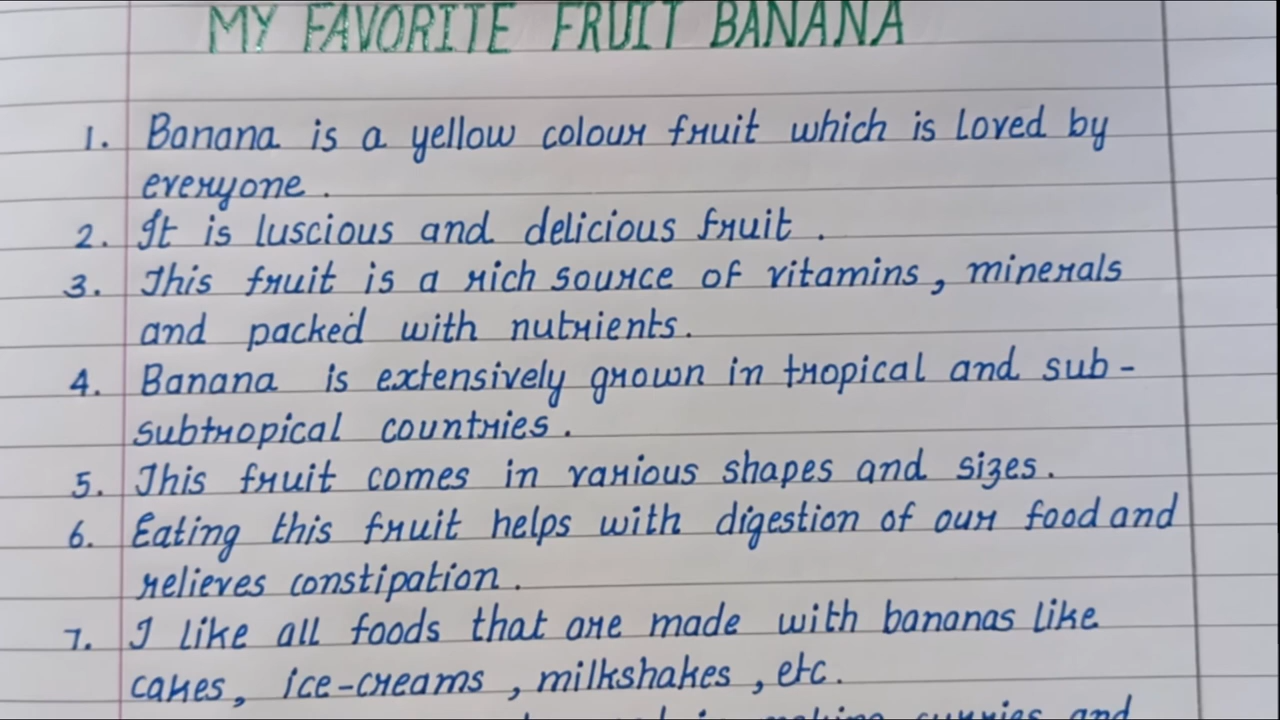 MY FAVORITE FRUIT BANANA
1. Banana is a yellow colour fruit which is loved by
everyone.
2. It is luscious and delicious fruit.
3. This fruit is a rich source of vitamins, minerals
and packed with nutrients.
4. Banana is extensively grown in tropical and sub-
subtropical countries.
5. This fruit comes in various shapes and sizes.
6. Eating this fruit helps with digestion of our food and
relieves constipation.
7. I like all foods that are made with bananas like
cakes, ice-creams, milkshakes, etc.
making curries and